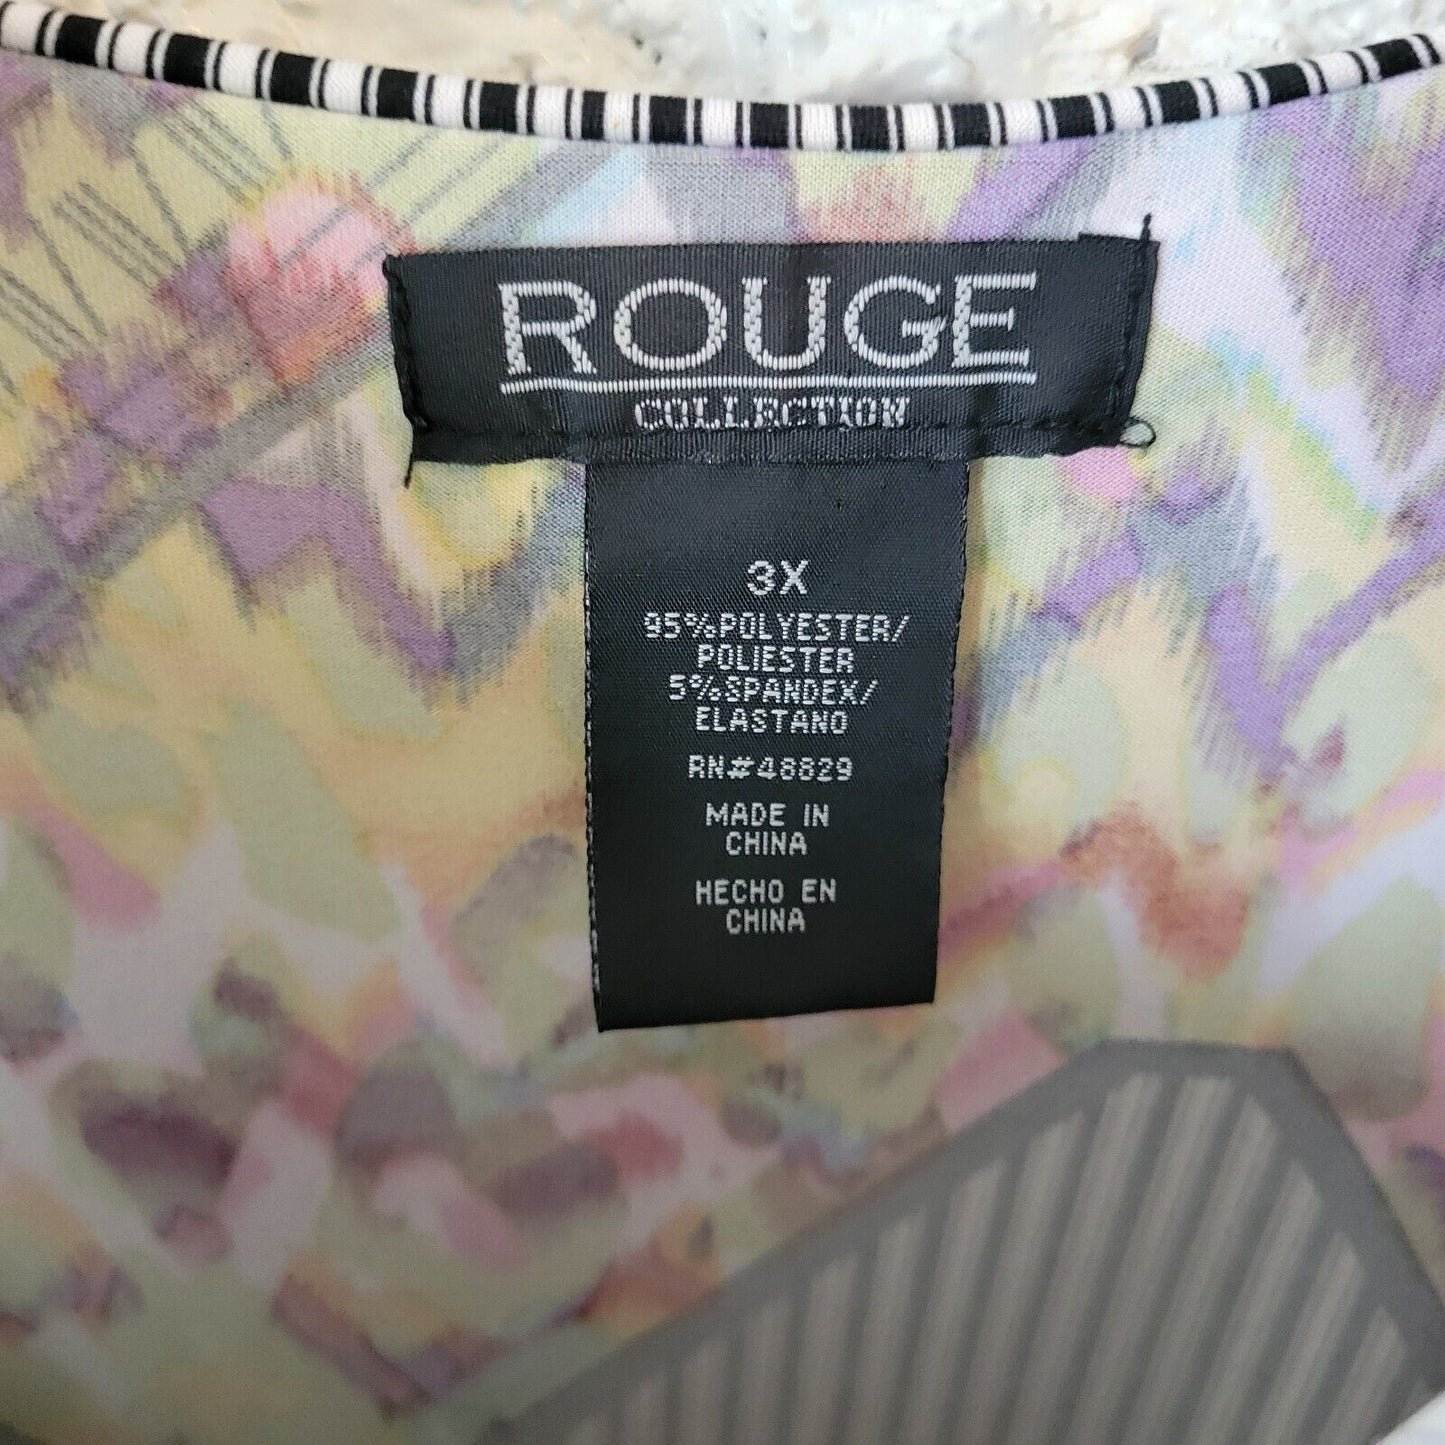 ROUGE
COLLECTION
3X
95%POLYESTER/
POLIESTER
5%SPANDEX/
ELASTANO
RN#48829
MADE IN
CHINA
HECHO EN
CHINA